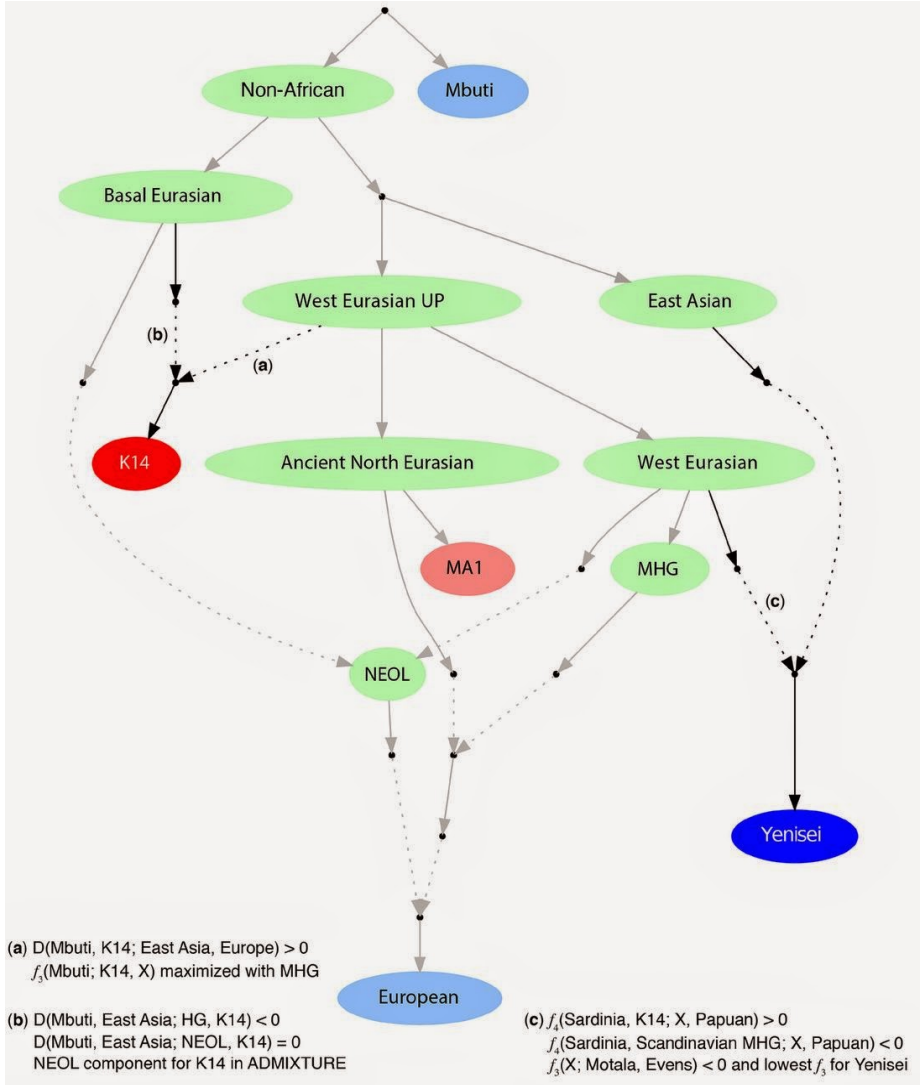 Non-African
Mbuti
Basal Eurasian
West Eurasian UP
East Asian
(b)
(a)
K14
Ancient North Eurasian
West Eurasian
MA1
MHG
(c)
NEOL
Yenisei
European
(a) D(Mbuti, K14; East Asia, Europe) > 0
f3(Mbuti; K14, X) maximized with MHG
(b) D(Mbuti, East Asia; HG, K14) < 0
D(Mbuti, East Asia; NEOL, K14) = 0
NEOL component for K14 in ADMIXTURE
(c) f4(Sardinia, K14; X, Papuan) > 0
f4(Sardinia, Scandinavian MHG; X, Papuan) < 0
f3(X; Motala, Evens) < 0 and lowest f3 for Yenisei